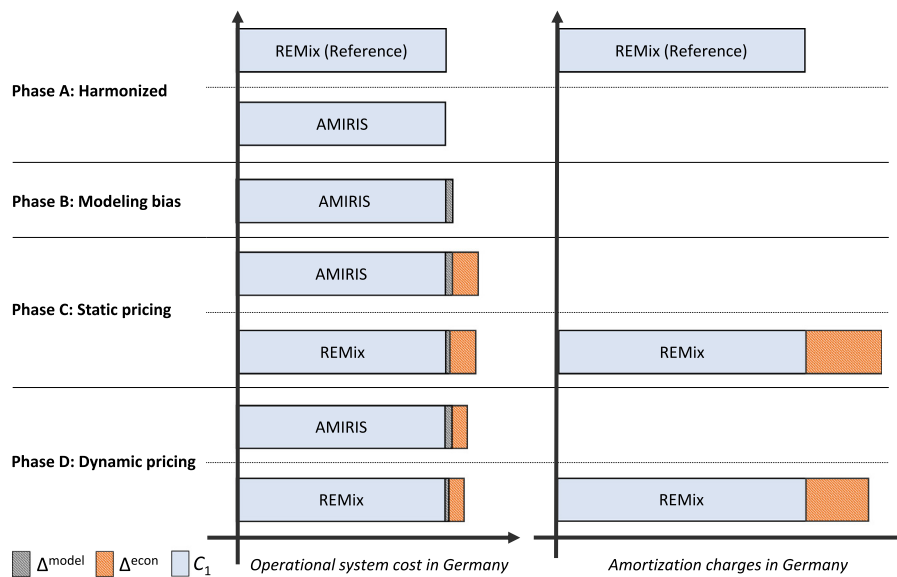 REMix (Reference)
REMix (Reference)
Phase A: Harmonized
AMIRIS
Phase B: Modeling bias
AMIRIS
AMIRIS
Phase C: Static pricing
REMix
REMix
AMIRIS
Phase D: Dynamic pricing
REMix
REMix
Δmodel
Δecon
C1
Operational system cost in Germany
Amortization charges in Germany